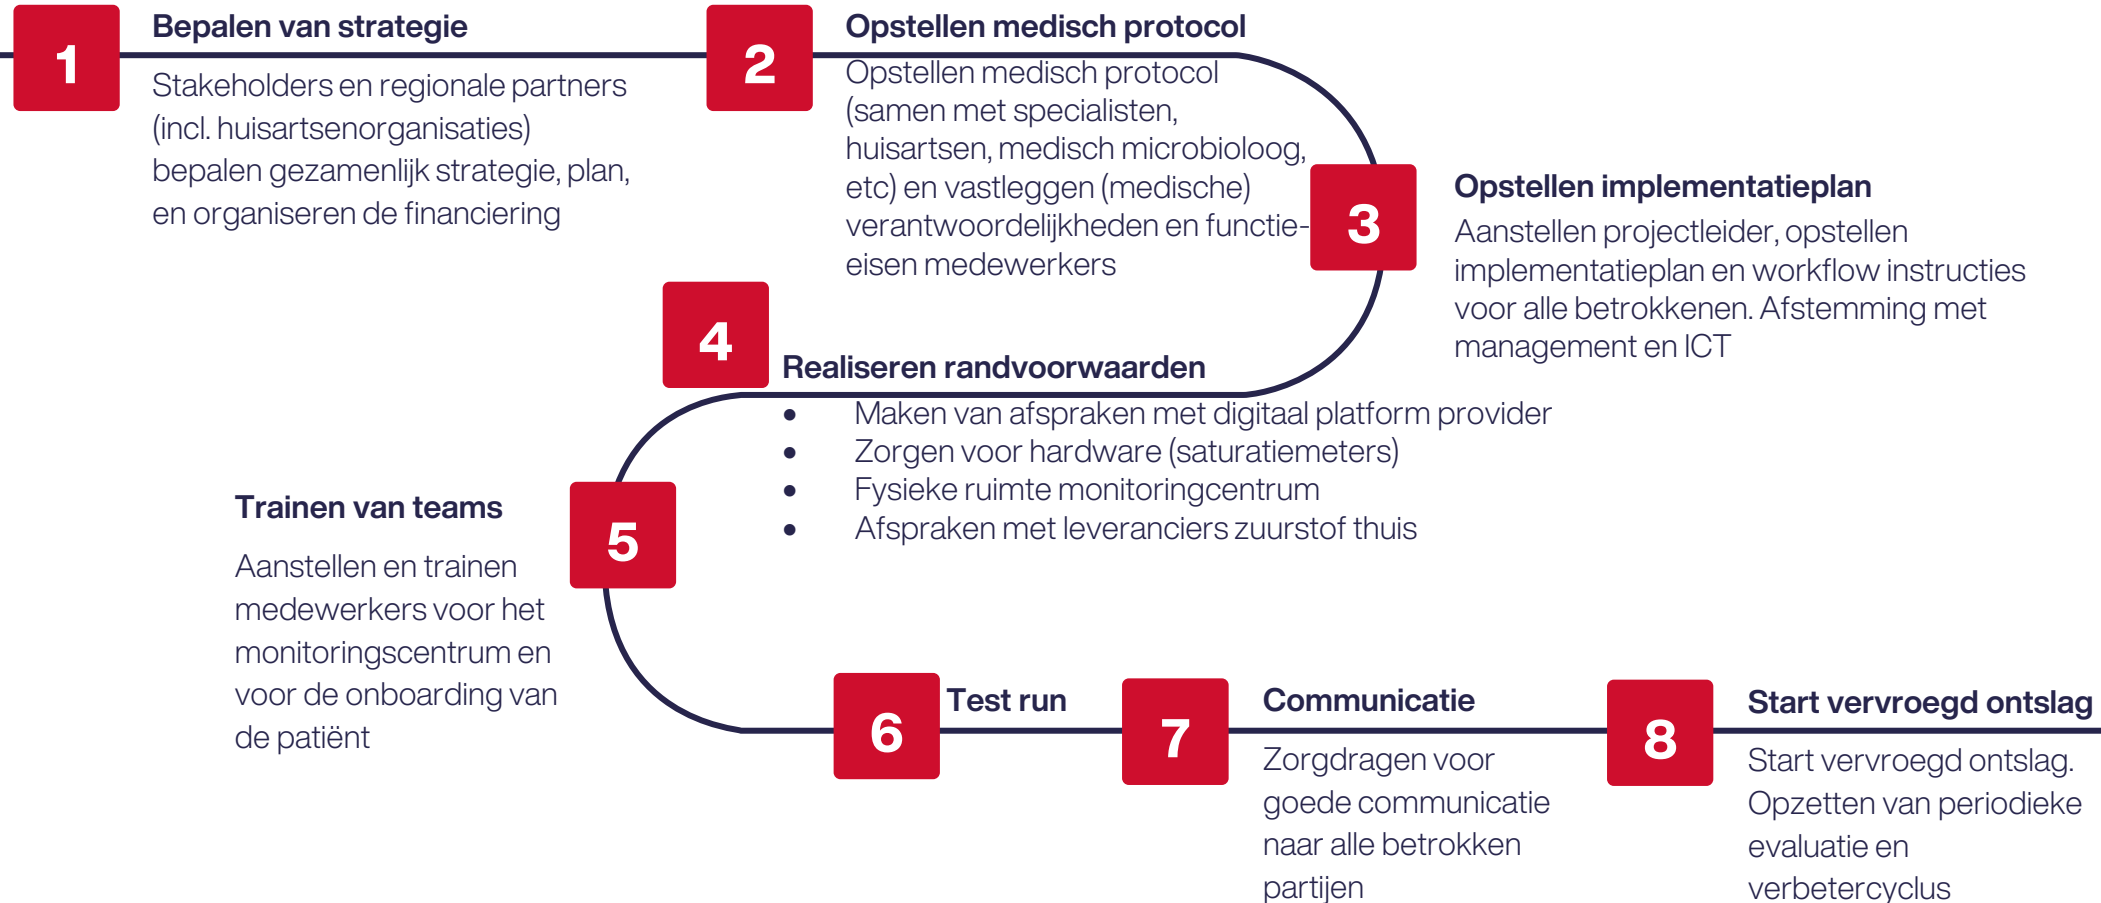 1
Bepalen van strategie
Stakeholders en regionale partners
(incl. huisartsenorganisaties)
bepalen gezamenlijk strategie, plan,
en organiseren de financiering
2
Opstellen medisch protocol
Opstellen medisch protocol
(samen met specialisten,
huisartsen, medisch microbioloog,
etc) en vastleggen (medische)
verantwoordelijkheden en functie-
eisen medewerkers
3
Opstellen implementatieplan
Aanstellen projectleider, opstellen
implementatieplan en workflow instructies
voor alle betrokkenen. Afstemming met
management en ICT
4
Realiseren randvoorwaarden
• Maken van afspraken met digitaal platform provider
• Zorgen voor hardware (saturatiemeters)
• Fysieke ruimte monitoringcentrum
• Afspraken met leveranciers zuurstof thuis
5
Trainen van teams
Aanstellen en trainen
medewerkers voor het
monitoringscentrum en
voor de onboarding van
de patiënt
6
Test run
7
Communicatie
Zorgdragen voor
goede communicatie
naar alle betrokken
partijen
8
Start vervroegd ontslag
Start vervroegd ontslag.
Opzetten van periodieke
evaluatie en
verbetercyclus